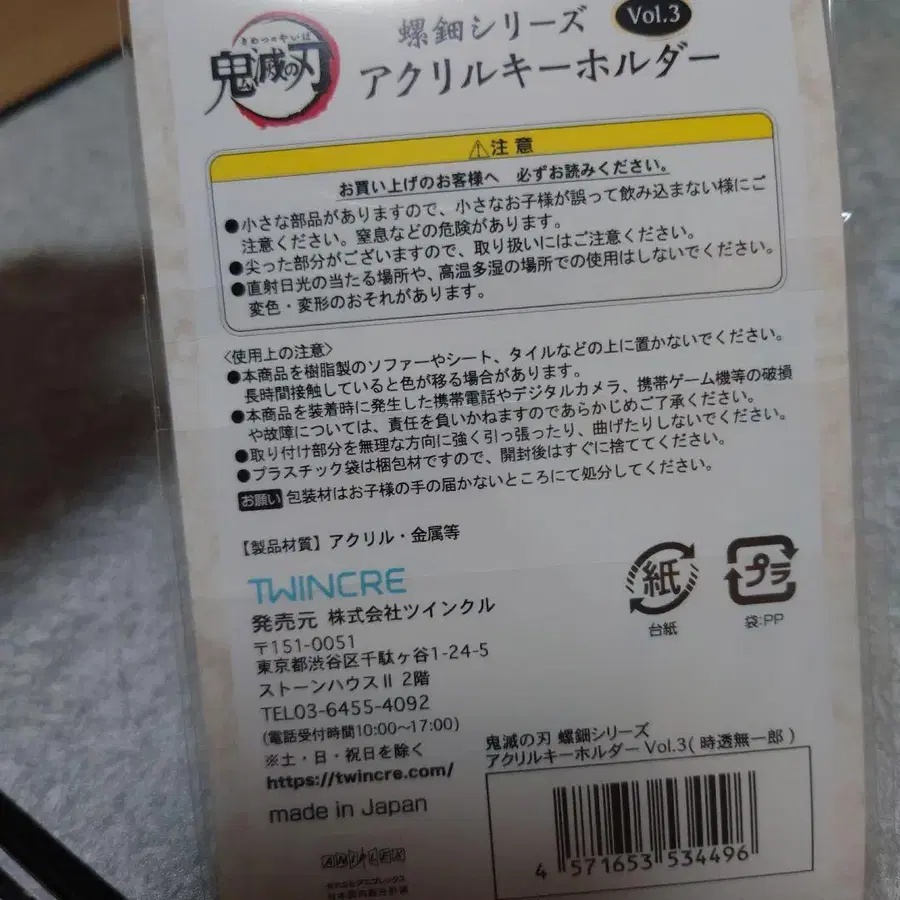 きめつのやいば
鬼滅の刃
螺鈿シリーズ Vol.3
アクリルキーホルダー
⚠注意
お買い上げのお客様へ 必ずお読みください。
●小さな部品がありますので、小さなお子様が誤って飲み込まない様にご
注意ください。窒息などの危険があります。
●尖った部分がございますので、取り扱いにはご注意ください。
●直射日光の当たる場所や、高温多湿の場所での使用はしないでください。
変色・変形のおそれがあります。
〈使用上の注意〉
●本商品を樹脂製のソファーやシート、タイルなどの上に置かないでください。
長時間接触していると色が移る場合があります。
●本商品を装着時に発生した携帯電話やデジタルカメラ、携帯ゲーム機等の破損
や故障については、責任を負いかねますのであらかじめご了承ください。
●取り付け部分を無理な方向に強く引っ張ったり、曲げたりしないでください。
●プラスチック袋は梱包材ですので、開封後はすぐに捨ててください。
お願い 包装材はお子様の手の届かないところにて処分してください。
【製品材質】アクリル・金属等
TWINCRE
発売元 株式会社ツインクル
〒151-0051
東京都渋谷区千駄ヶ谷1-24-5
ストーンハウスⅡ 2階
TEL03-6455-4092
(電話受付時間10:00〜17:00)
※土・日・祝日を除く
https://twincre.com/
made in Japan
紙
台紙
プラ
袋:PP
鬼滅の刃 螺鈿シリーズ
アクリルキーホルダー Vol.3(時透無一郎)
4 571653 534496
ANIPLEX
株式会社アニプレックス